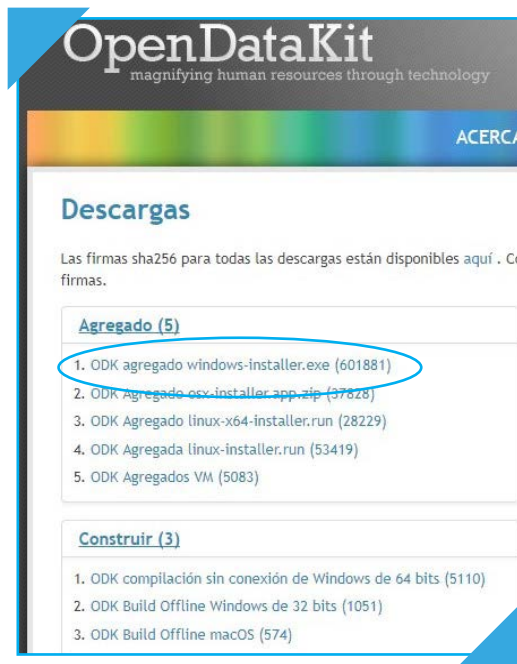 OpenDataKit
magnifying human resources through technology
ACERCA
Descargas
Las firmas sha256 para todas las descargas están disponibles aquí . Co
firmas.
Agregado (5)
1. ODK agregado windows-installer.exe (601881)
2. ODK Agregado osx-installer.app.zip (37828)
3. ODK Agregado linux-x64-installer.run (28229)
4. ODK Agregada linux-installer.run (53419)
5. ODK Agregados VM (5083)
Construir (3)
1. ODK compilación sin conexión de Windows de 64 bits (5110)
2. ODK Build Offline Windows de 32 bits (1051)
3. ODK Build Offline macOS (574)